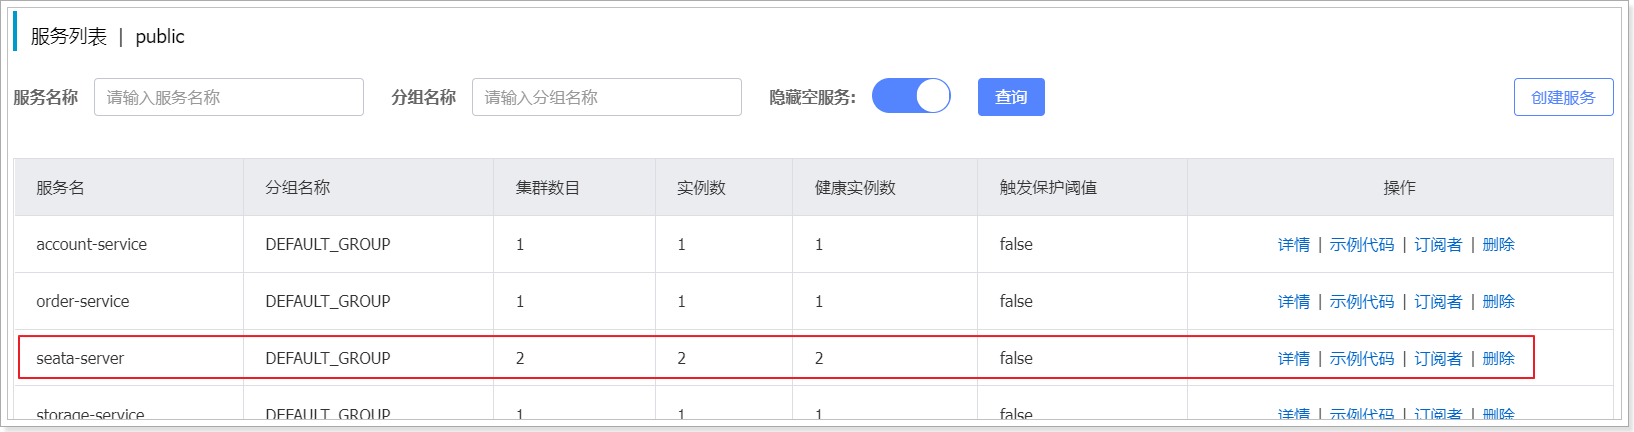 服务列表 | public
服务名称 请输入服务名称 分组名称 请输入分组名称 隐藏空服务: 查询 创建服务
服务名 分组名称 集群数目 实例数 健康实例数 触发保护阈值 操作
account-service DEFAULT_GROUP 1 1 1 false 详情 | 示例代码 | 订阅者 | 删除
order-service DEFAULT_GROUP 1 1 1 false 详情 | 示例代码 | 订阅者 | 删除
seata-server DEFAULT_GROUP 2 2 2 false 详情 | 示例代码 | 订阅者 | 删除
storage-service DEFAULT_GROUP 1 1 1 false 详情 | 示例代码 | 订阅者 | 删除